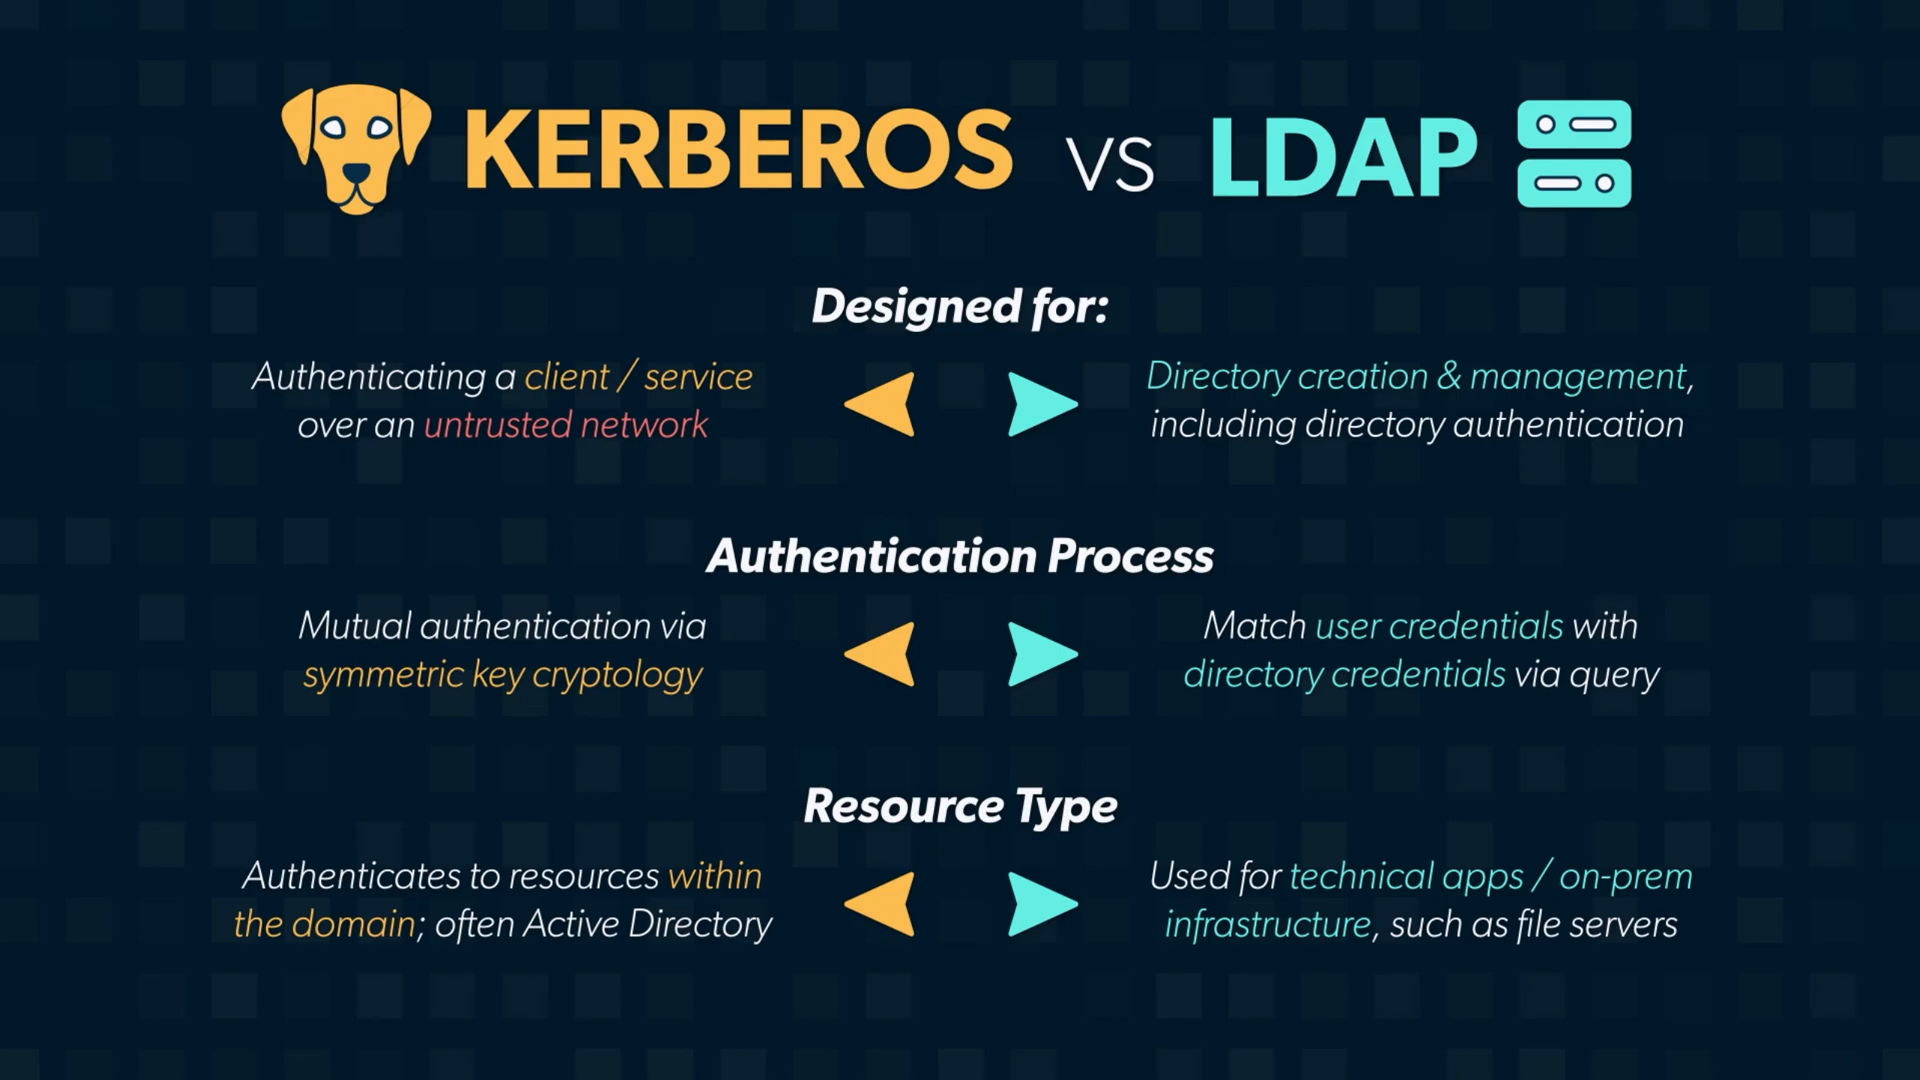 KERBEROS VS LDAP
Designed for:
Authenticating a client / service
over an untrusted network
Directory creation & management,
including directory authentication
Authentication Process
Mutual authentication via
symmetric key cryptology
Match user credentials with
directory credentials via query
Resource Type
Authenticates to resources within
the domain; often Active Directory
Used for technical apps / on-prem
infrastructure, such as file servers